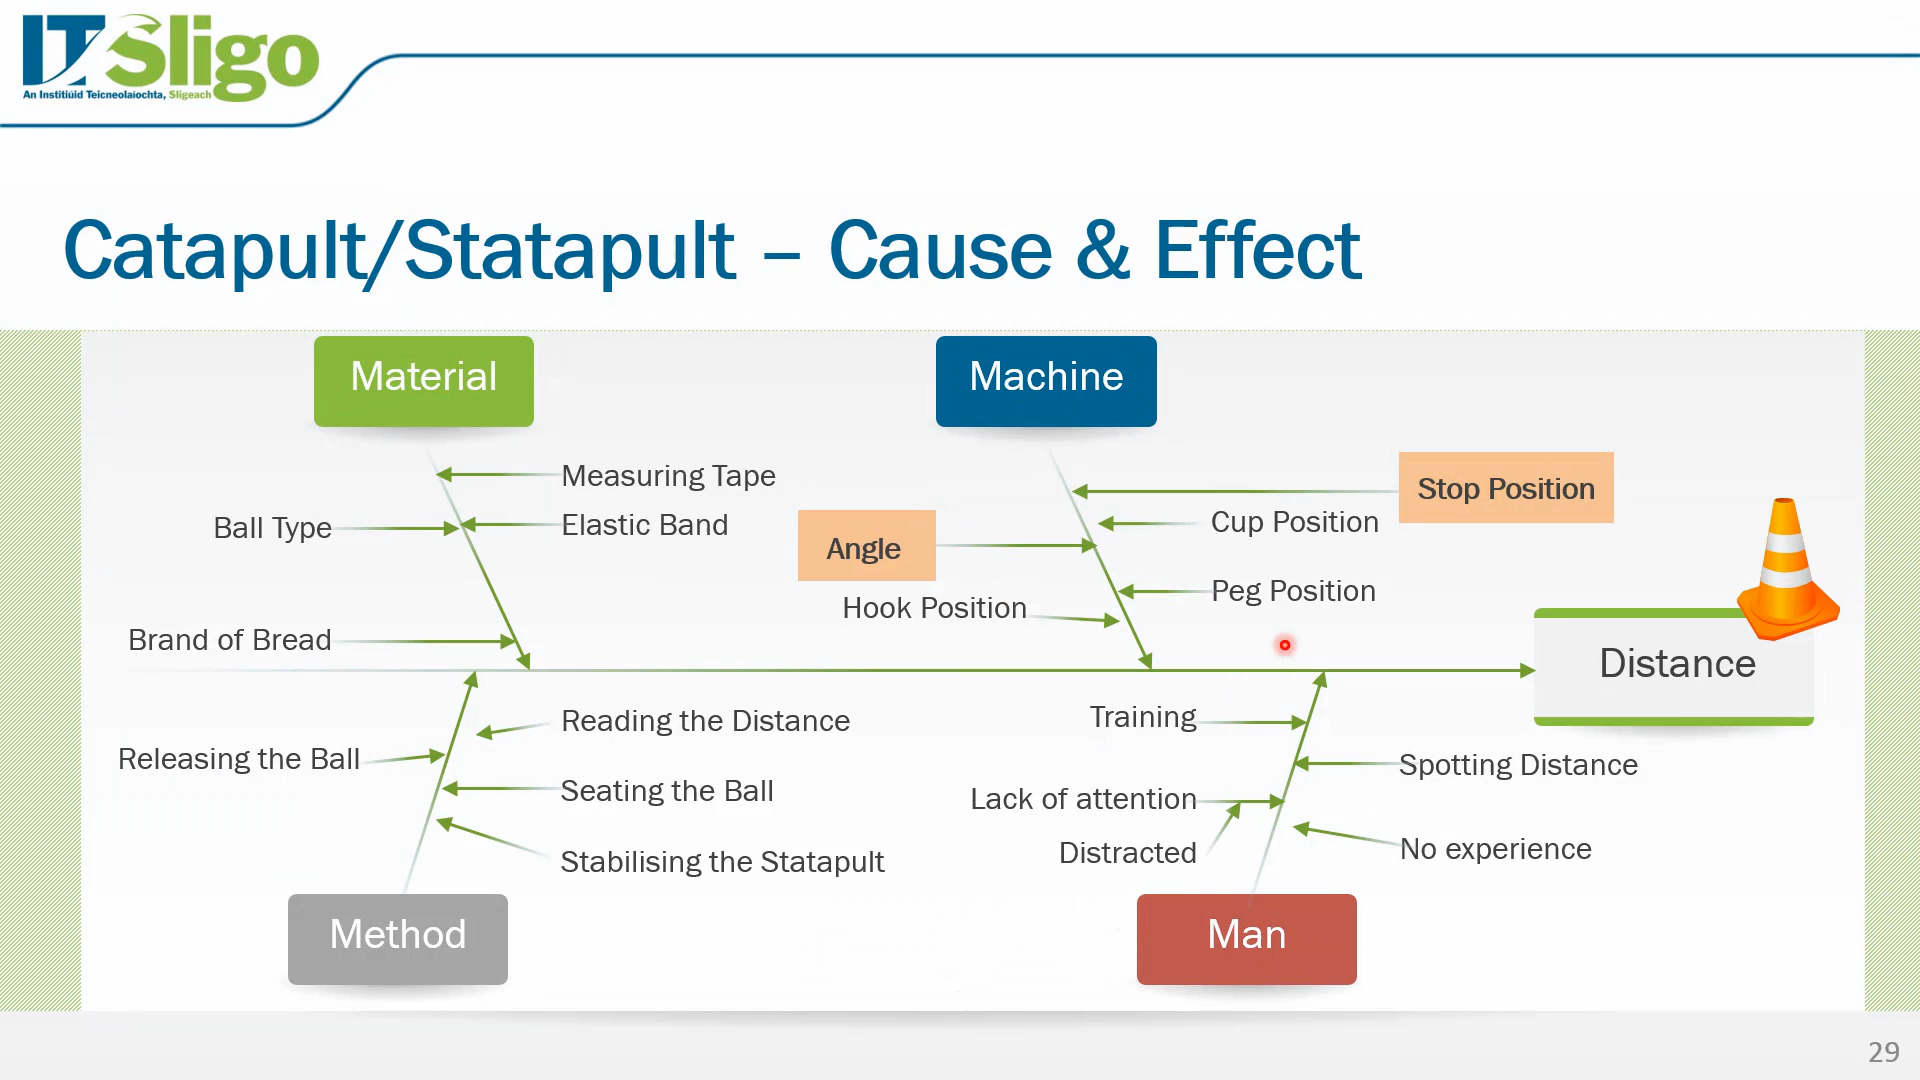 ITSligo
An Institiúid Teicneolaíochta, Sligeach
Catapult/Statapult – Cause & Effect
Material
Machine
Measuring Tape
Stop Position
Ball Type
Elastic Band
Cup Position
Angle
Peg Position
Hook Position
Brand of Bread
Distance
Reading the Distance
Training
Releasing the Ball
Spotting Distance
Seating the Ball
Lack of attention
Distracted
No experience
Stabilising the Statapult
Method
Man
29